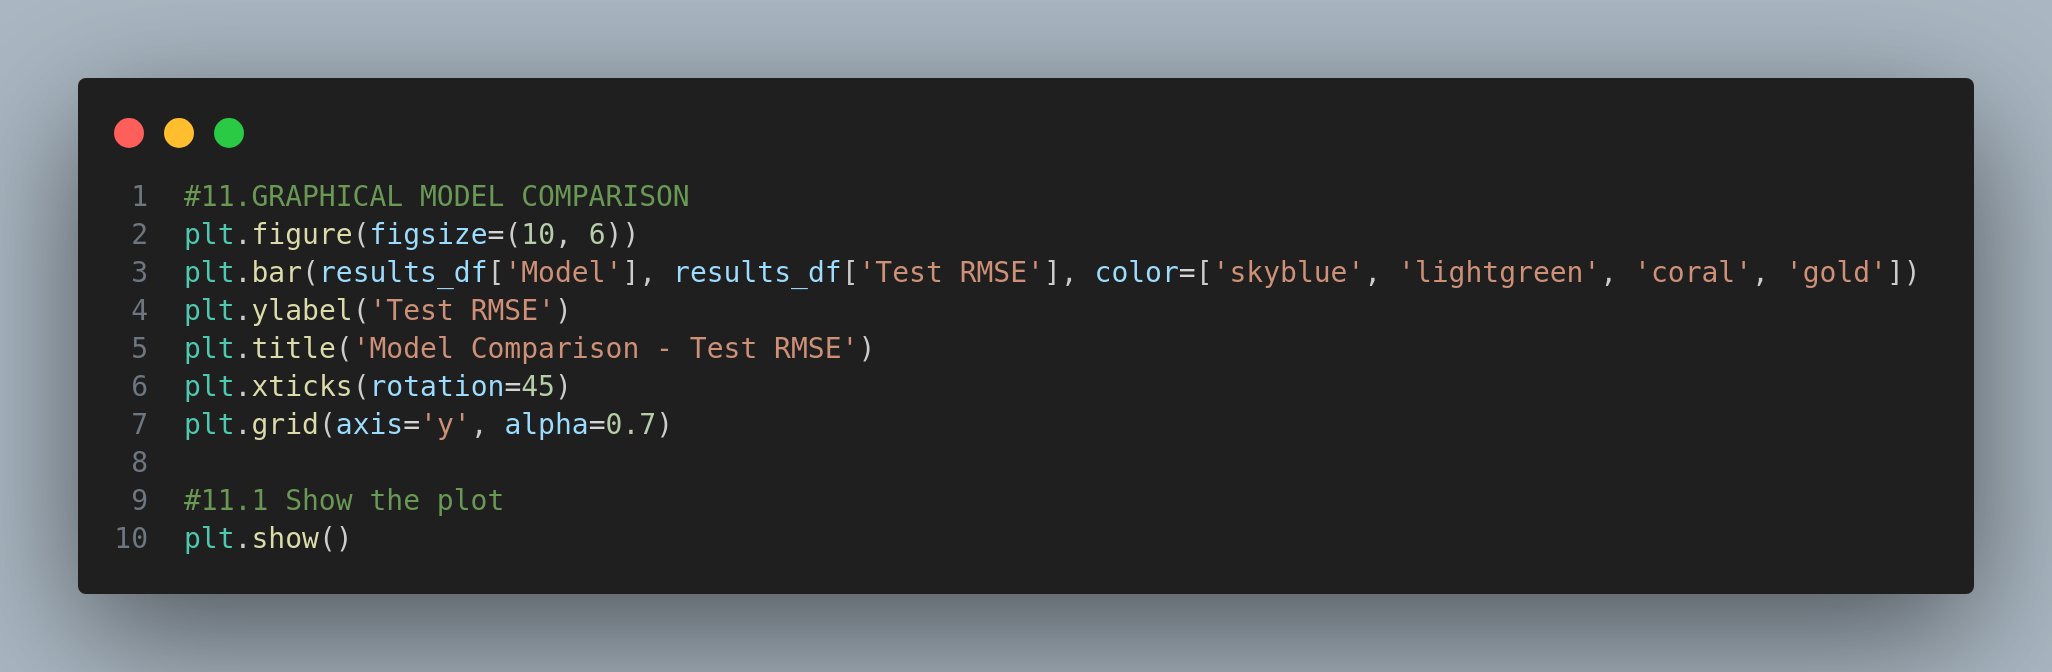 1 #11.GRAPHICAL MODEL COMPARISON
2 plt.figure(figsize=(10, 6))
3 plt.bar(results_df['Model'], results_df['Test RMSE'], color=['skyblue', 'lightgreen', 'coral', 'gold'])
4 plt.ylabel('Test RMSE')
5 plt.title('Model Comparison - Test RMSE')
6 plt.xticks(rotation=45)
7 plt.grid(axis='y', alpha=0.7)
8
9 #11.1 Show the plot
10 plt.show()